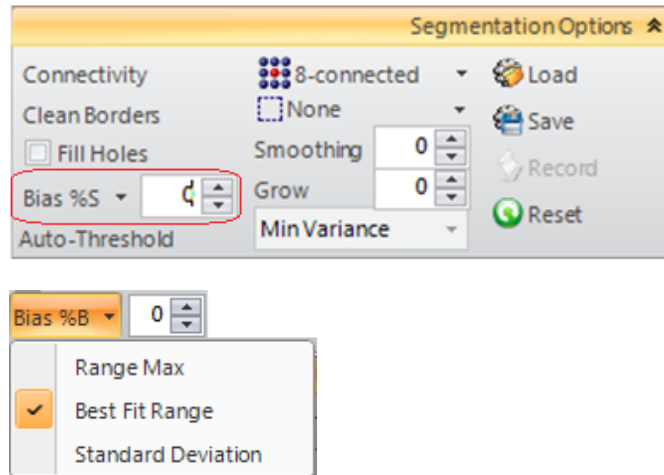 Segmentation Options
Connectivity 8-connected Load
Clean Borders None Save
Fill Holes Smoothing 0 Record
Bias %S Grow 0 Reset
Auto-Threshold Min Variance
Bias %B 0
Range Max
Best Fit Range
Standard Deviation